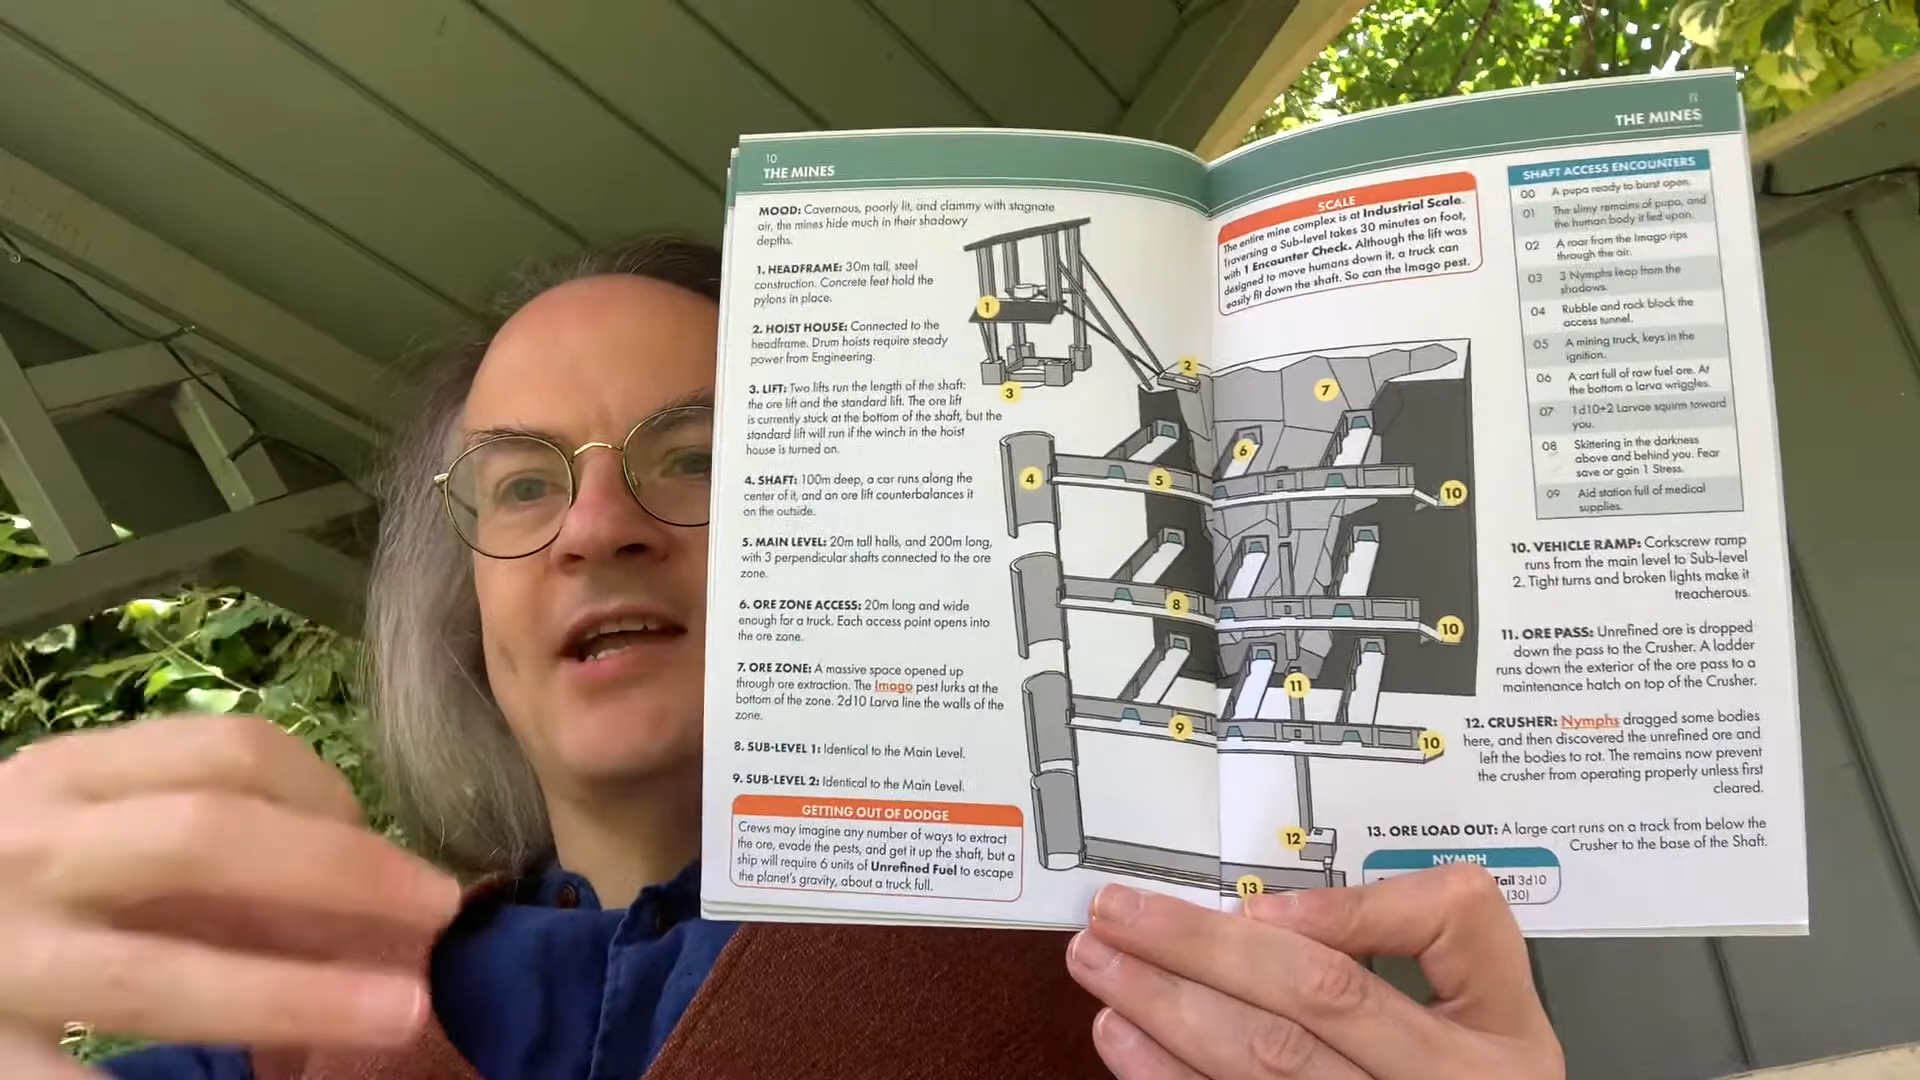 10
THE MINES
MOOD: Cavernous, poorly lit, and clammy with stagnate
air, the mines hide much in their shadowy
depths.
1. HEADFRAME: 30m tall, steel
construction. Concrete feet hold the
pylons in place.
2. HOIST HOUSE: Connected to the
headframe. Drum hoists require steady
power from Engineering.
3. LIFT: Two lifts run the length of the shaft:
the ore lift and the standard lift. The ore lift
is currently stuck at the bottom of the shaft, but the
standard lift will run if the winch in the hoist
house is turned on.
4. SHAFT: 100m deep, a car runs along the
center of it, and an ore lift counterbalances it
on the outside.
5. MAIN LEVEL: 20m tall halls, and 200m long,
with 3 perpendicular shafts connected to the ore
zone.
6. ORE ZONE ACCESS: 20m long and wide
enough for a truck. Each access point opens into
the ore zone.
7. ORE ZONE: A massive space opened up
through ore extraction. The Imago pest lurks at the
bottom of the zone. 2d10 Larva line the walls of the
zone.
8. SUB-LEVEL 1: Identical to the Main Level.
9. SUB-LEVEL 2: Identical to the Main Level.
GETTING OUT OF DODGE
Crews may imagine any number of ways to extract
the ore, evade the pests, and get it up the shaft, but a
ship will require 6 units of Unrefined Fuel to escape
the planet's gravity, about a truck full.
1
2
3
4
5
6
7
8
9
10
10
10
11
12
13
THE MINES
SCALE
The entire mine complex is at Industrial Scale.
Traversing a Sub-level takes 30 minutes on foot,
with 1 Encounter Check. Although the lift was
designed to move humans down it, a truck can
easily fit down the shaft. So can the Imago pest.
SHAFT ACCESS ENCOUNTERS
00 A pupa ready to burst open.
01 The slimy remains of pupa, and
the human body it fed upon.
02 A roar from the Imago rips
through the air.
03 3 Nymphs leap from the
shadows.
04 Rubble and rock block the
access tunnel.
05 A mining truck, keys in the
ignition.
06 A cart full of raw fuel ore. At
the bottom a larva wriggles.
07 1d10+2 Larvae squirm toward
you.
08 Skittering in the darkness
above and behind you. Fear
save or gain 1 Stress.
09 Aid station full of medical
supplies.
10. VEHICLE RAMP: Corkscrew ramp
runs from the main level to Sub-level
2. Tight turns and broken lights make it
treacherous.
11. ORE PASS: Unrefined ore is dropped
down the pass to the Crusher. A ladder
runs down the exterior of the ore pass to a
maintenance hatch on top of the Crusher.
12. CRUSHER: Nymphs dragged some bodies
here, and then discovered the unrefined ore and
left the bodies to rot. The remains now prevent
the crusher from operating properly unless first
cleared.
13. ORE LOAD OUT: A large cart runs on a track from below the
Crusher to the base of the Shaft.
NYMPH
Tail 3d10
(30)